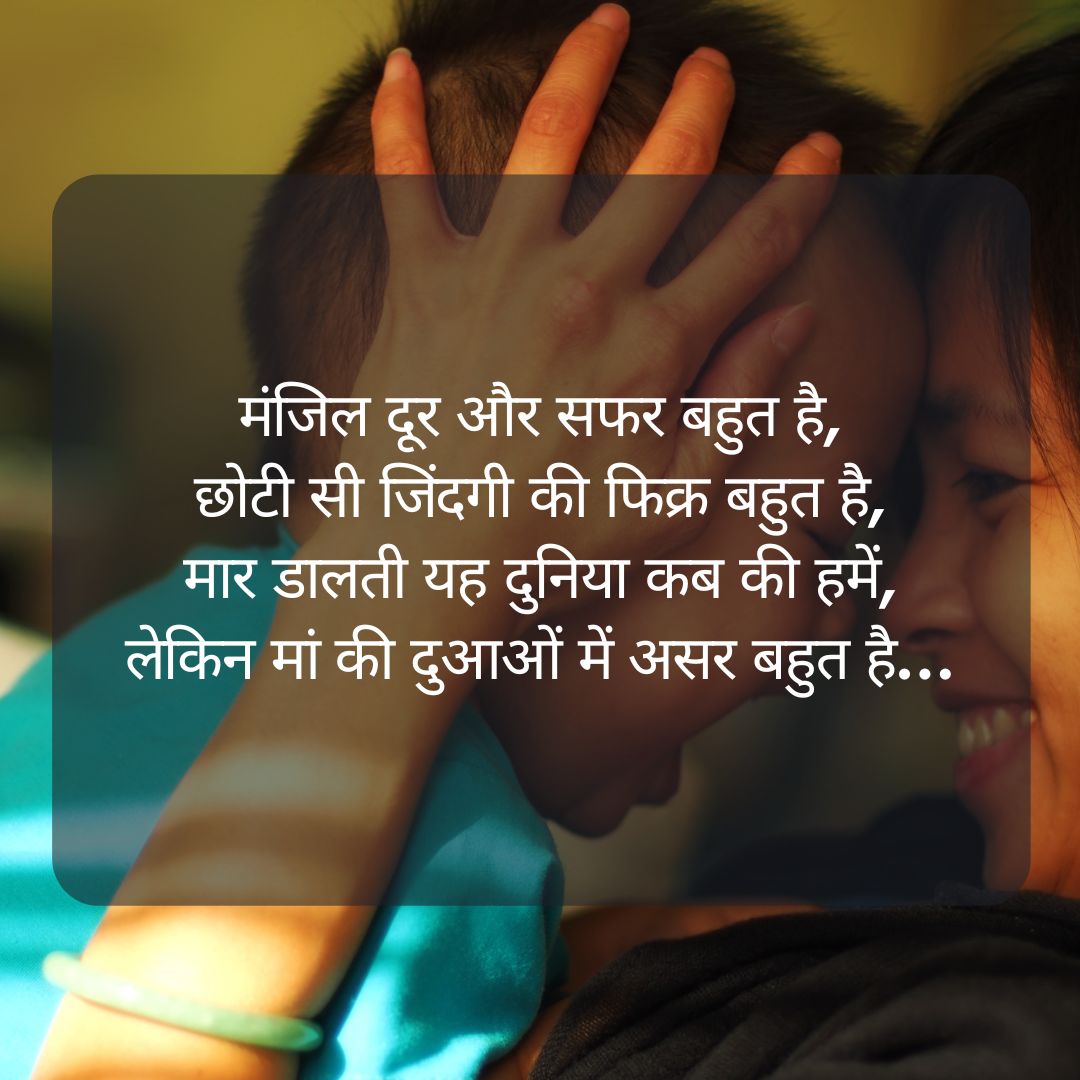 मंजिल दूर और सफर बहुत है,
छोटी सी जिंदगी की फिक्र बहुत है,
मार डालती यह दुनिया कब की हमें,
लेकिन मां की दुआओं में असर बहुत है...